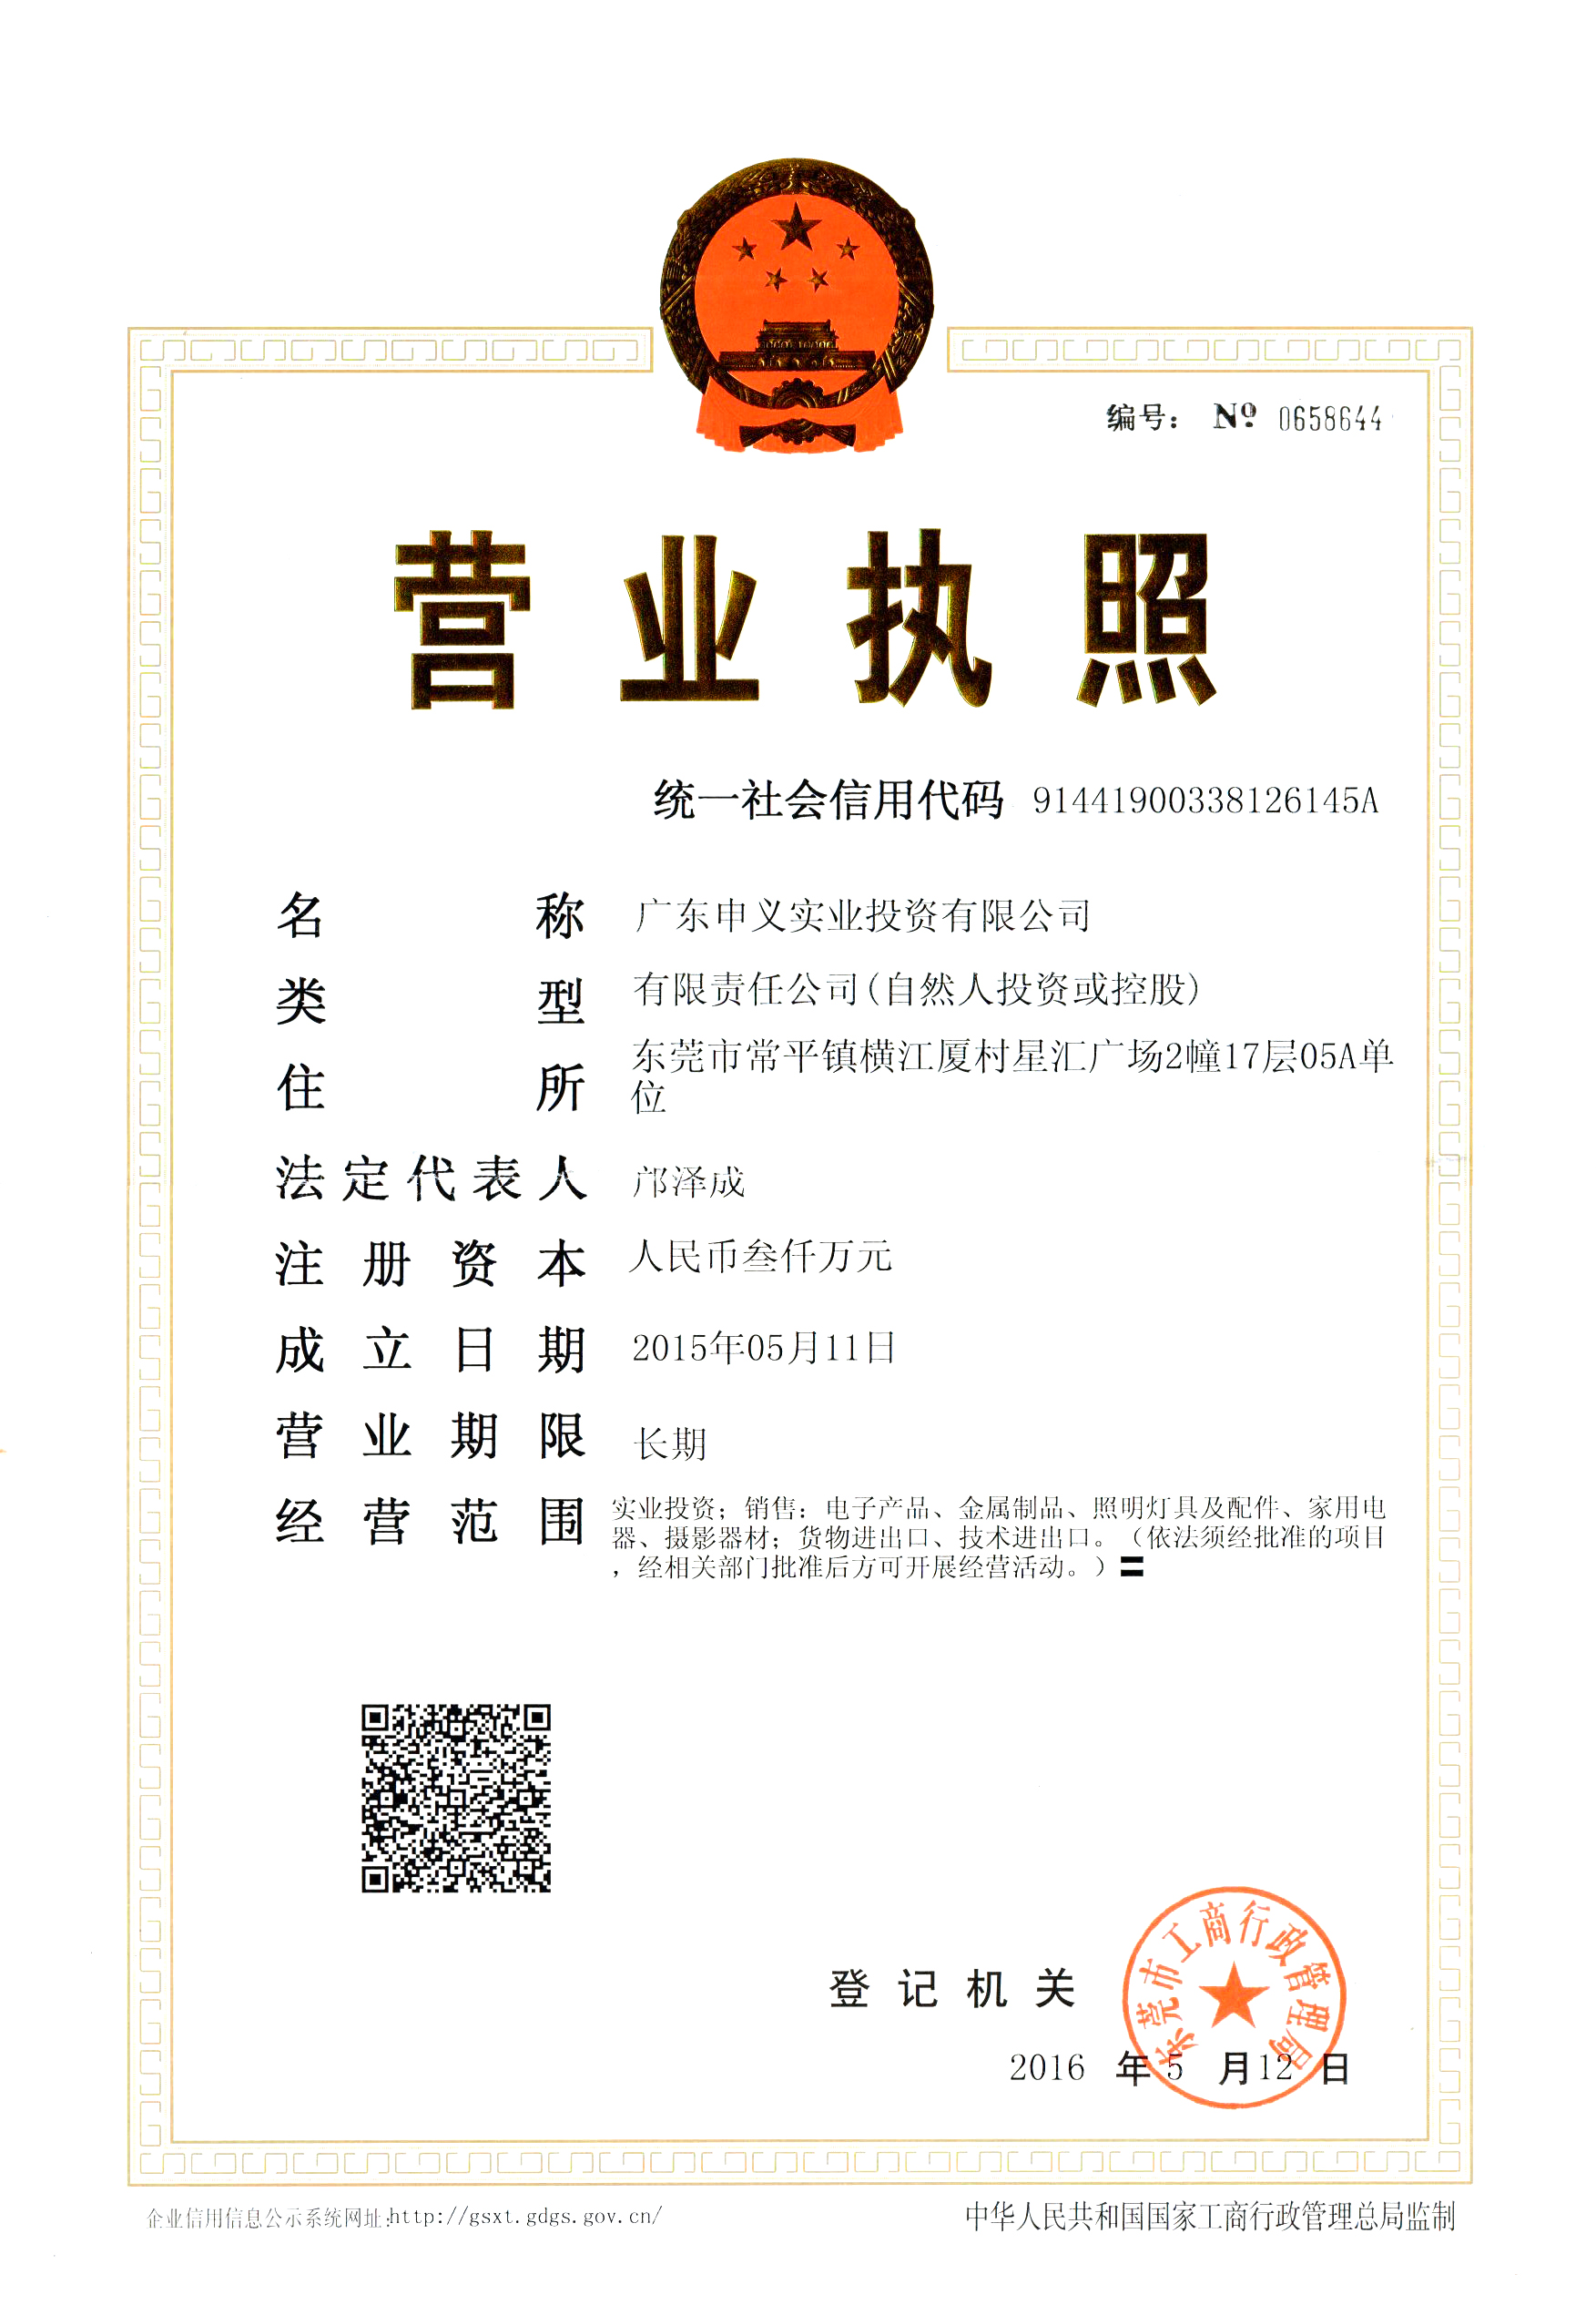 编号： № 0658644
营业执照
统一社会信用代码 91441900338126145A
名称 广东申义实业投资有限公司
类型 有限责任公司(自然人投资或控股)
住所 东莞市常平镇横江厦村星汇广场2幢17层05A单
位
法定代表人 邝泽成
注册资本 人民币叁仟万元
成立日期 2015年05月11日
营业期限 长期
经营范围 实业投资；销售：电子产品、金属制品、照明灯具及配件、家用电
器、摄影器材；货物进出口、技术进出口。（依法须经批准的项目
，经相关部门批准后方可开展经营活动。）〓
登记机关
东莞市工商行政管理局
2016 年 5 月 12 日
企业信用信息公示系统网址:http://gsxt.gdgs.gov.cn/
中华人民共和国国家工商行政管理总局监制